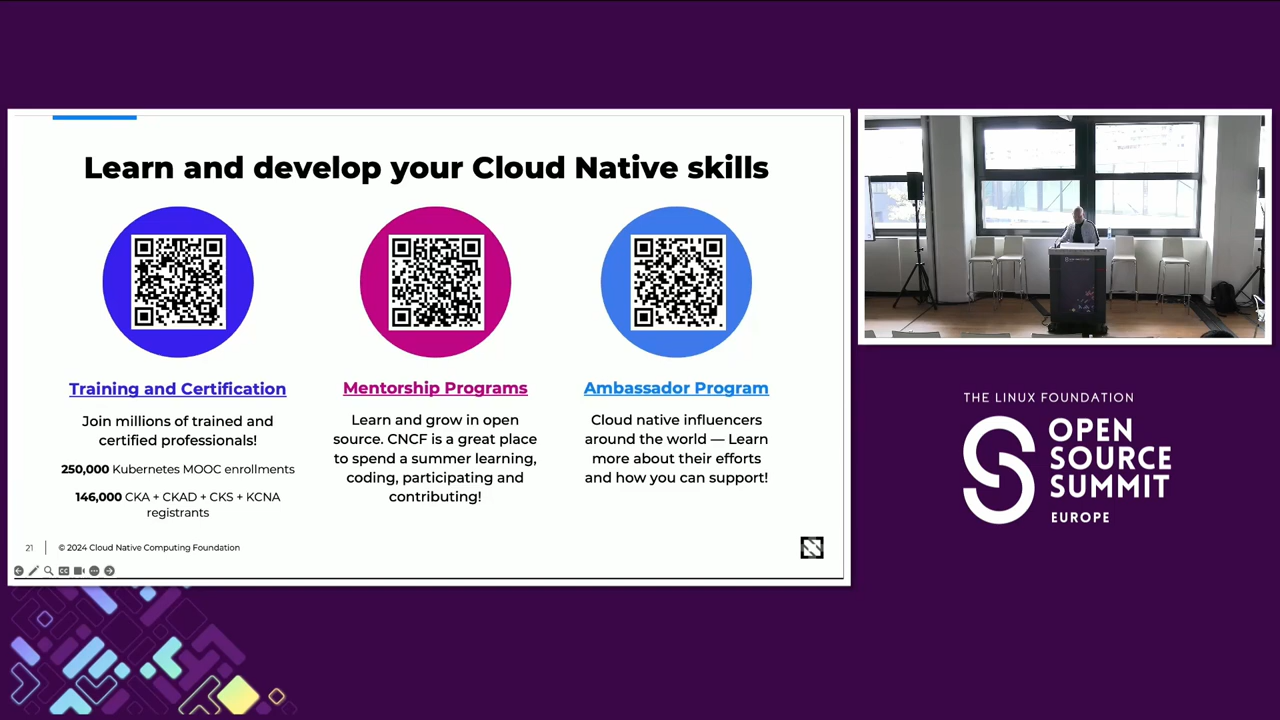 Learn and develop your Cloud Native skills
Training and Certification
Join millions of trained and
certified professionals!
250,000 Kubernetes MOOC enrollments
146,000 CKA + CKAD + CKS + KCNA
registrants
Mentorship Programs
Learn and grow in open
source. CNCF is a great place
to spend a summer learning,
coding, participating and
contributing!
Ambassador Program
Cloud native influencers
around the world — Learn
more about their efforts
and how you can support!
21
© 2024 Cloud Native Computing Foundation
THE LINUX FOUNDATION
OPEN
SOURCE
SUMMIT
EUROPE